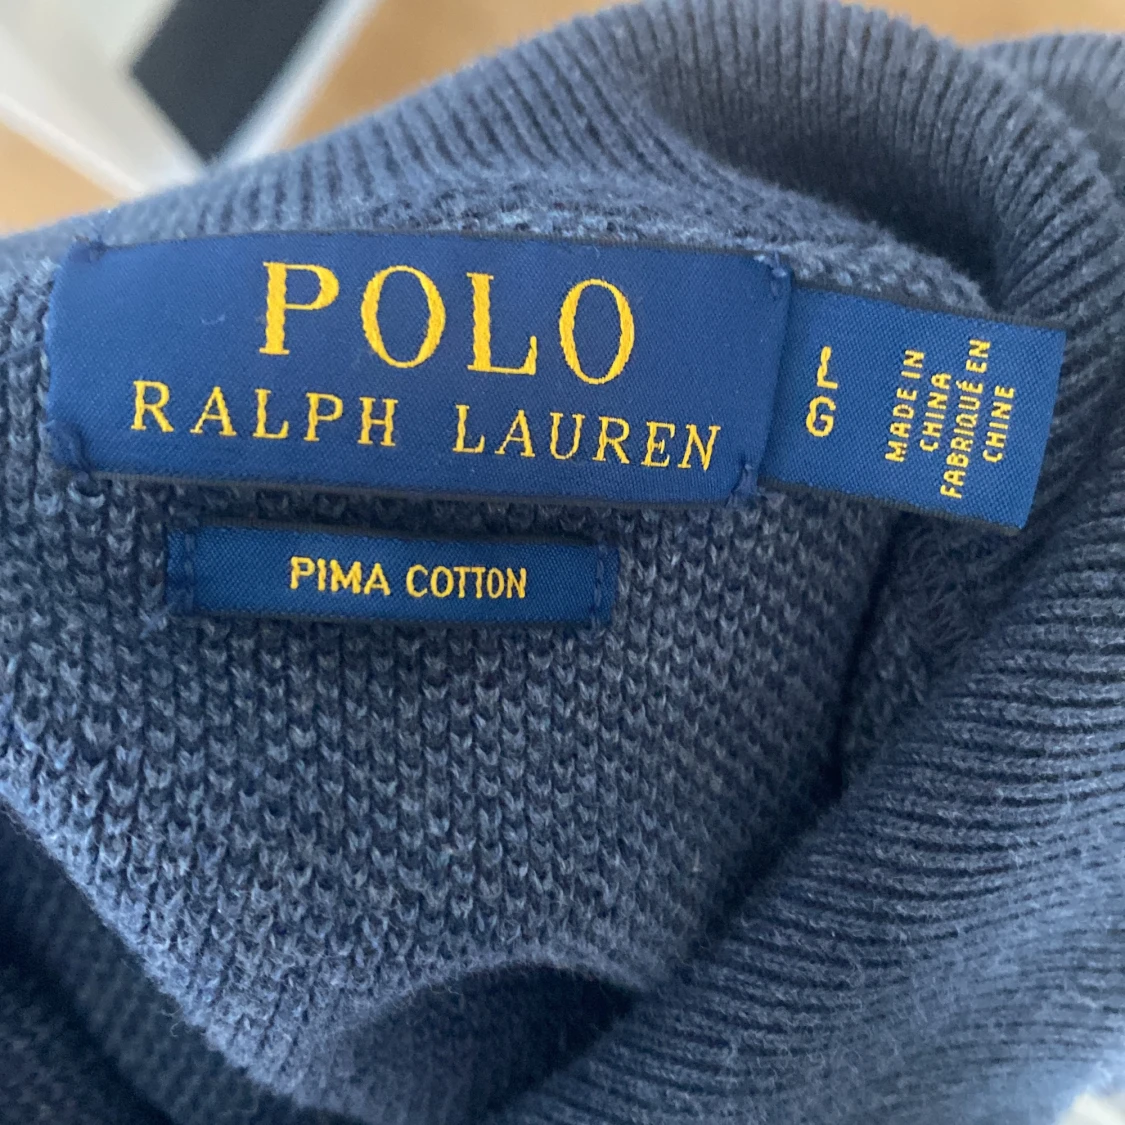 POLO
RALPH LAUREN
L
G
MADE IN
CHINA
FABRIQUÉ EN
CHINE
PIMA COTTON